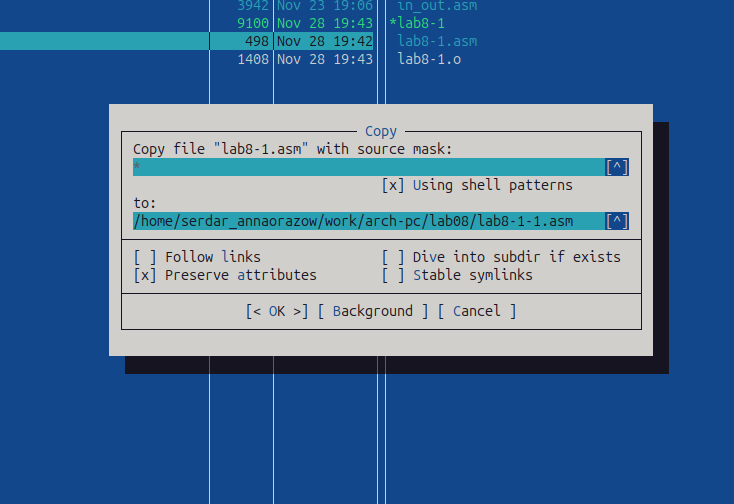 3942 Nov 23 19:06 in_out.asm
9100 Nov 28 19:43 *lab8-1
498 Nov 28 19:42 lab8-1.asm
1408 Nov 28 19:43 lab8-1.o
Copy
Copy file "lab8-1.asm" with source mask:
* [^]
[x] Using shell patterns
to:
/home/serdar_annaorazow/work/arch-pc/lab08/lab8-1-1.asm [^]
[ ] Follow links [ ] Dive into subdir if exists
[x] Preserve attributes [ ] Stable symlinks
[< OK >] [ Background ] [ Cancel ]